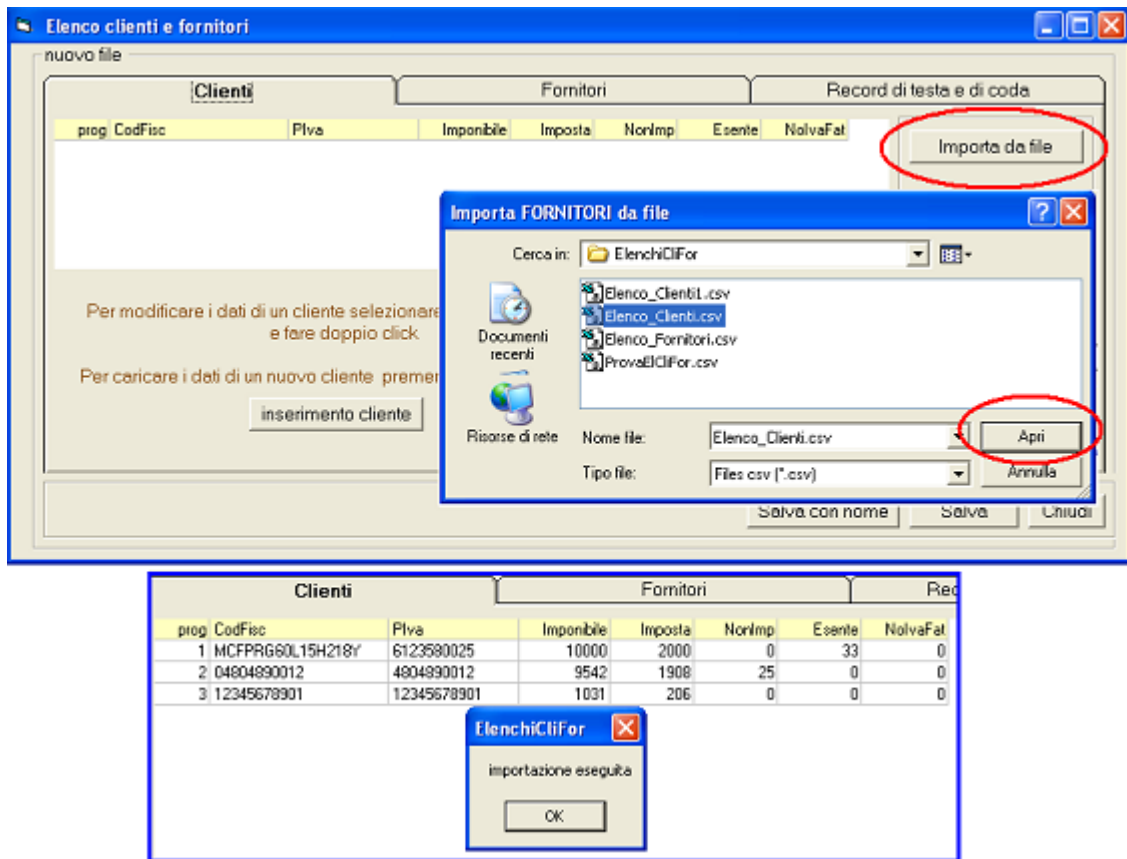 Elenco clienti e fornitori
nuovo file
Clienti Fornitori Record di testa e di coda
prog CodFisc PIva Imponibile Imposta NonImp Esente NoIvaFat
Importa da file
Importa FORNITORI da file
Cerca in: ElenchiCliFor
Elenco_Clienti1.csv
Elenco_Clienti.csv
Elenco_Fornitori.csv
ProvaElCliFor.csv
Documenti
recenti
Risorse di rete
Nome file: Elenco_Clienti.csv Apri
Tipo file: Files csv (*.csv) Annulla
Per modificare i dati di un cliente selezionare
e fare doppio click
Per caricare i dati di un nuovo cliente premer
inserimento cliente
Salva con nome Salva Chiudi
Clienti Fornitori Rec
prog CodFisc PIva Imponibile Imposta NonImp Esente NoIvaFat
1 MCFPRG60L15H218Y 6123580025 10000 2000 0 33 0
2 04804890012 4804890012 9542 1908 25 0 0
3 12345678901 12345678901 1031 206 0 0 0
ElenchiCliFor
importazione eseguita
OK